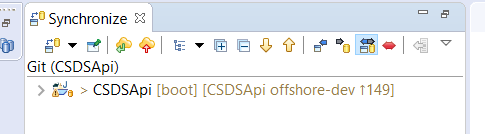 Synchronize
Git (CSDSApi)
> CSDSApi [boot] [CSDSApi offshore-dev ↑149]